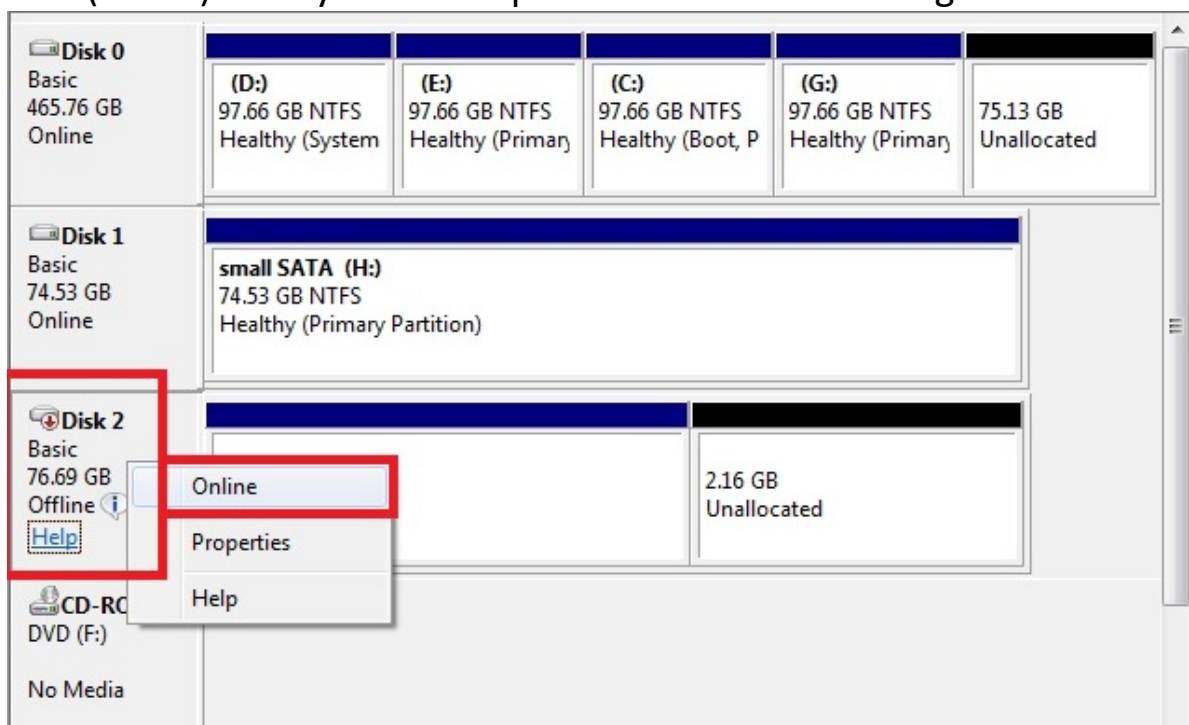 Disk 0
Basic
465.76 GB
Online
(D:)
97.66 GB NTFS
Healthy (System
(E:)
97.66 GB NTFS
Healthy (Primary
(C:)
97.66 GB NTFS
Healthy (Boot, P
(G:)
97.66 GB NTFS
Healthy (Primary
75.13 GB
Unallocated
Disk 1
Basic
74.53 GB
Online
small SATA (H:)
74.53 GB NTFS
Healthy (Primary Partition)
Disk 2
Basic
76.69 GB
Offline
Help
2.16 GB
Unallocated
Online
Properties
Help
CD-RO
DVD (F:)
No Media